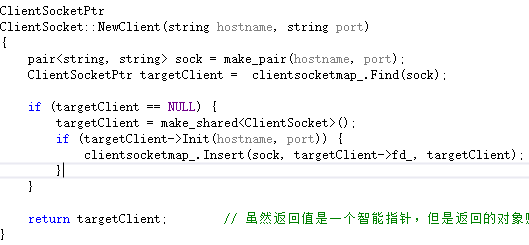 ClientSocketPtr
ClientSocket::NewClient(string hostname, string port)
{
pair<string, string> sock = make_pair(hostname, port);
ClientSocketPtr targetClient =  clientsocketmap_.Find(sock);
if (targetClient == NULL) {
targetClient = make_shared<ClientSocket>();
if (targetClient->Init(hostname, port)) {
clientsocketmap_.Insert(sock, targetClient->fd_, targetClient);
}
}
return targetClient;        // 虽然返回值是一个智能指针，但是返回的对象
}